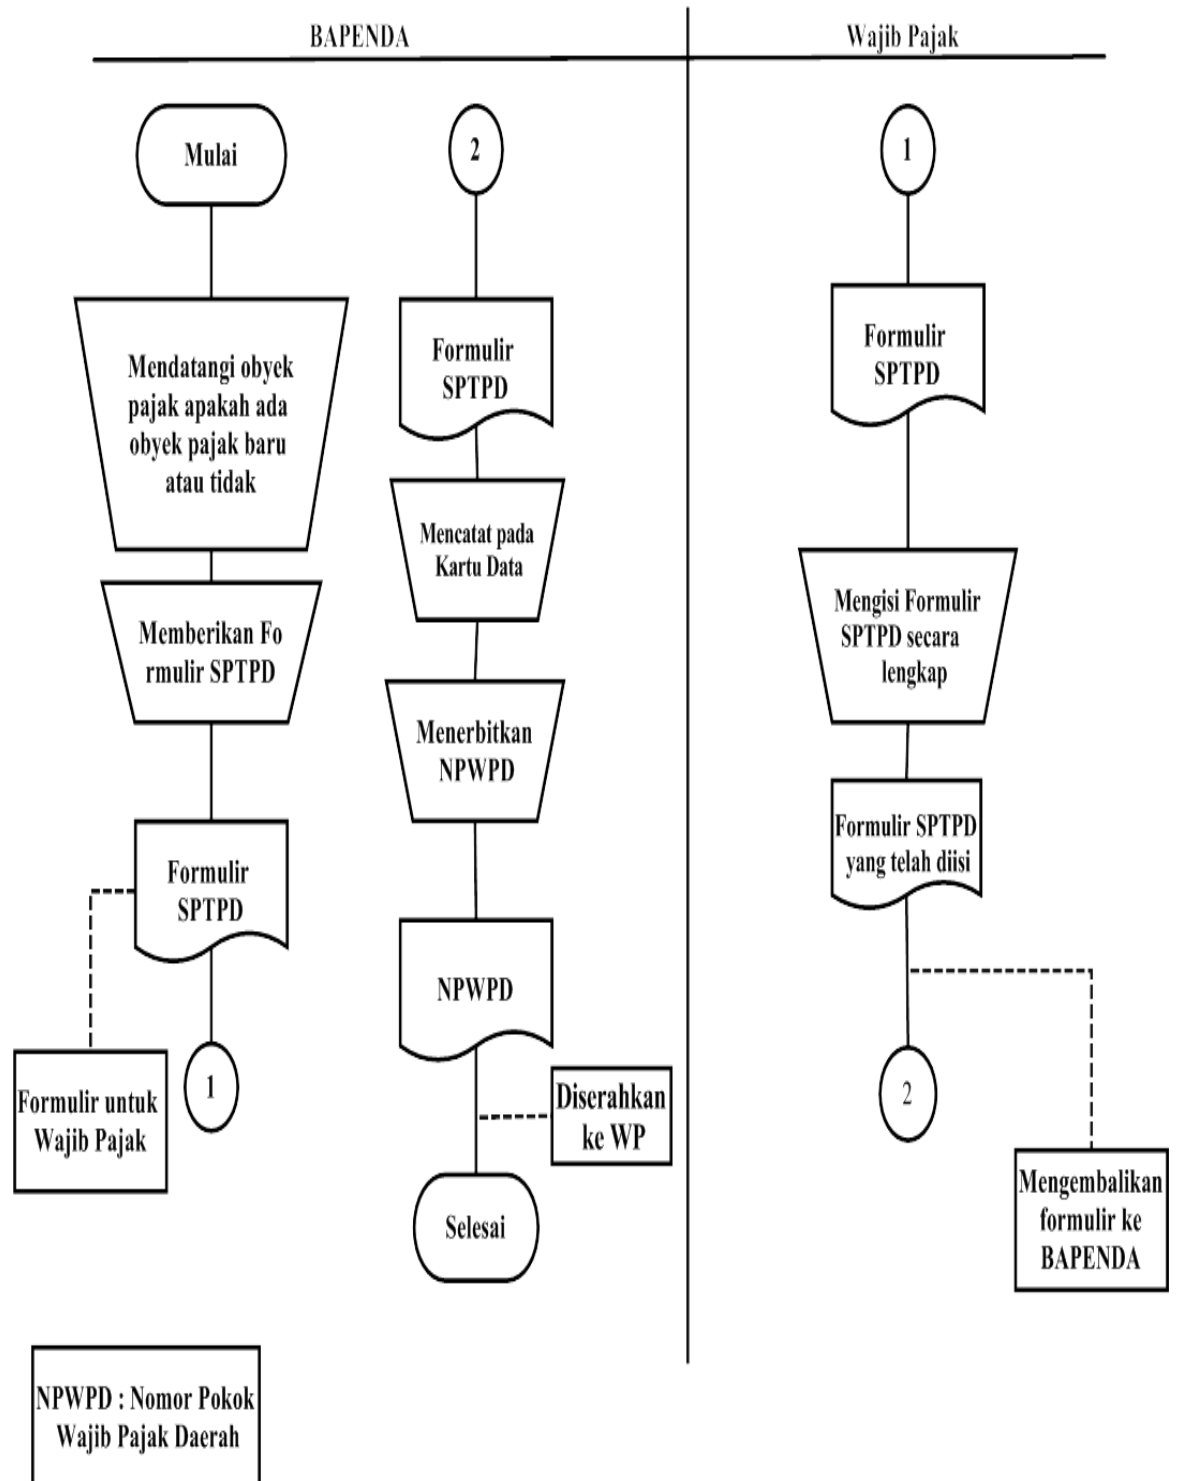 BAPENDA
Wajib Pajak
Mulai
Mendatangi obyek
pajak apakah ada
obyek pajak baru
atau tidak
Memberikan Fo
rmulir SPTPD
Formulir
SPTPD
Formulir untuk
Wajib Pajak
1
2
Formulir
SPTPD
Mencatat pada
Kartu Data
Menerbitkan
NPWPD
NPWPD
Diserahkan
ke WP
Selesai
1
Formulir
SPTPD
Mengisi Formulir
SPTPD secara
lengkap
Formulir SPTPD
yang telah diisi
2
Mengembalikan
formulir ke
BAPENDA
NPWPD : Nomor Pokok
Wajib Pajak Daerah